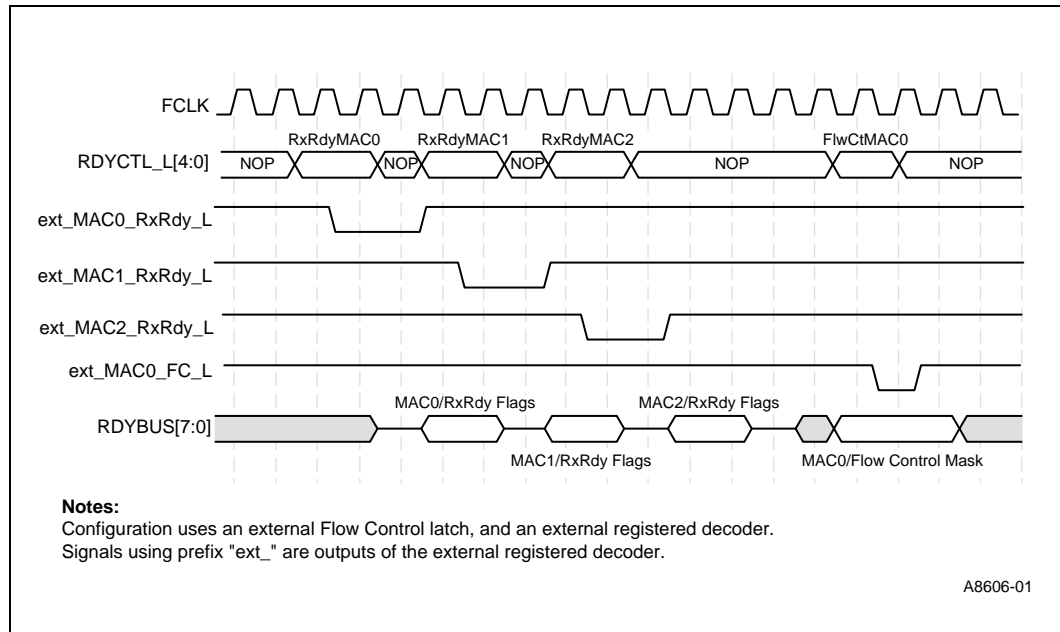 FCLK
RxRdyMAC0 RxRdyMAC1 RxRdyMAC2 FlwCtMAC0
RDYCTL_L[4:0] NOP NOP NOP NOP NOP
ext_MAC0_RxRdy_L
ext_MAC1_RxRdy_L
ext_MAC2_RxRdy_L
ext_MAC0_FC_L
MAC0/RxRdy Flags MAC2/RxRdy Flags
RDYBUS[7:0]
MAC1/RxRdy Flags MAC0/Flow Control Mask
Notes:
Configuration uses an external Flow Control latch, and an external registered decoder.
Signals using prefix "ext_" are outputs of the external registered decoder.
A8606-01